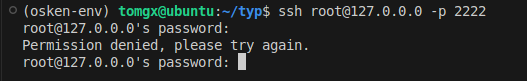 (osken-env) tomgx@ubuntu:~/typ$ ssh root@127.0.0.0 -p 2222
root@127.0.0.0's password:
Permission denied, please try again.
root@127.0.0.0's password: